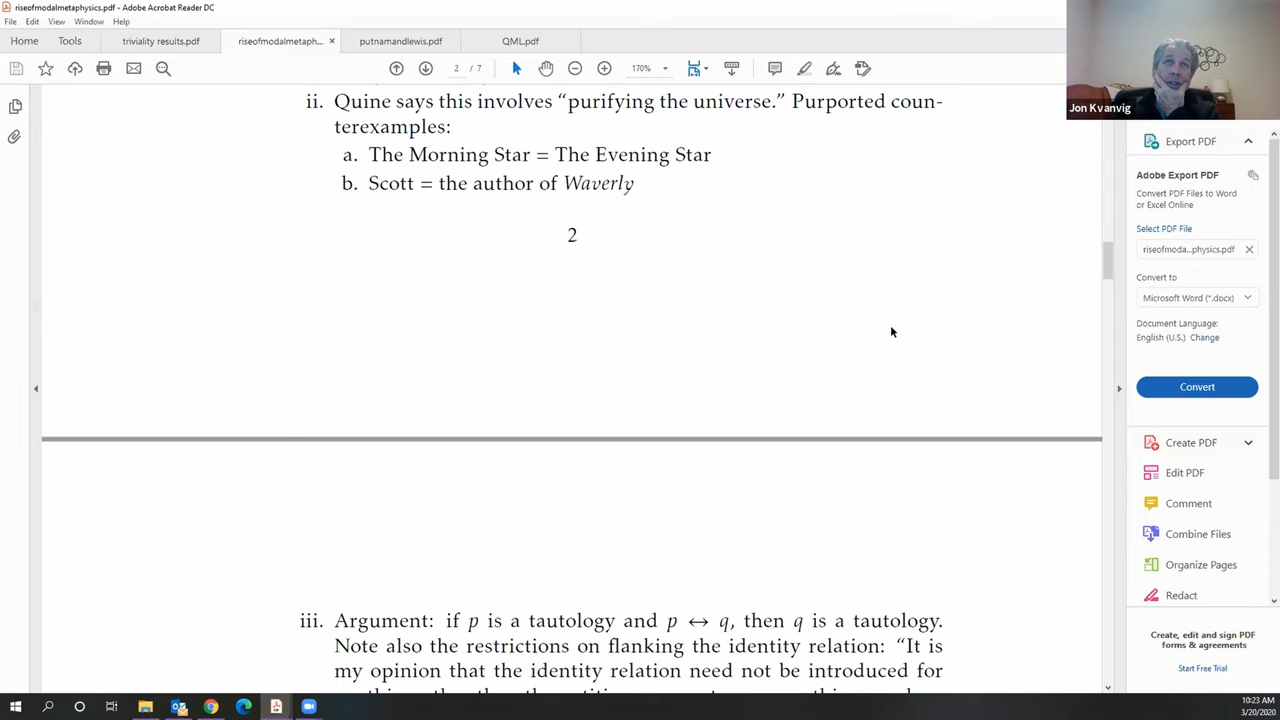 riseofmodalmetaphysics.pdf - Adobe Acrobat Reader DC
File Edit View Window Help
Home Tools triviality results.pdf riseofmodalmetaph... × putnamandlewis.pdf QML.pdf
2 / 7 170%
Jon Kvanvig
ii. Quine says this involves “purifying the universe.” Purported coun-
terexamples:
a. The Morning Star = The Evening Star
b. Scott = the author of Waverly
2
iii. Argument: if p is a tautology and p ↔ q, then q is a tautology.
Note also the restrictions on flanking the identity relation: “It is
my opinion that the identity relation need not be introduced for
Export PDF
Adobe Export PDF
Convert PDF Files to Word
or Excel Online
Select PDF File
riseofmoda...physics.pdf ×
Convert to
Microsoft Word (*.docx)
Document Language:
English (U.S.) Change
Convert
Create PDF
Edit PDF
Comment
Combine Files
Organize Pages
Redact
Create, edit and sign PDF
forms & agreements
Start Free Trial
10:23 AM
3/20/2020